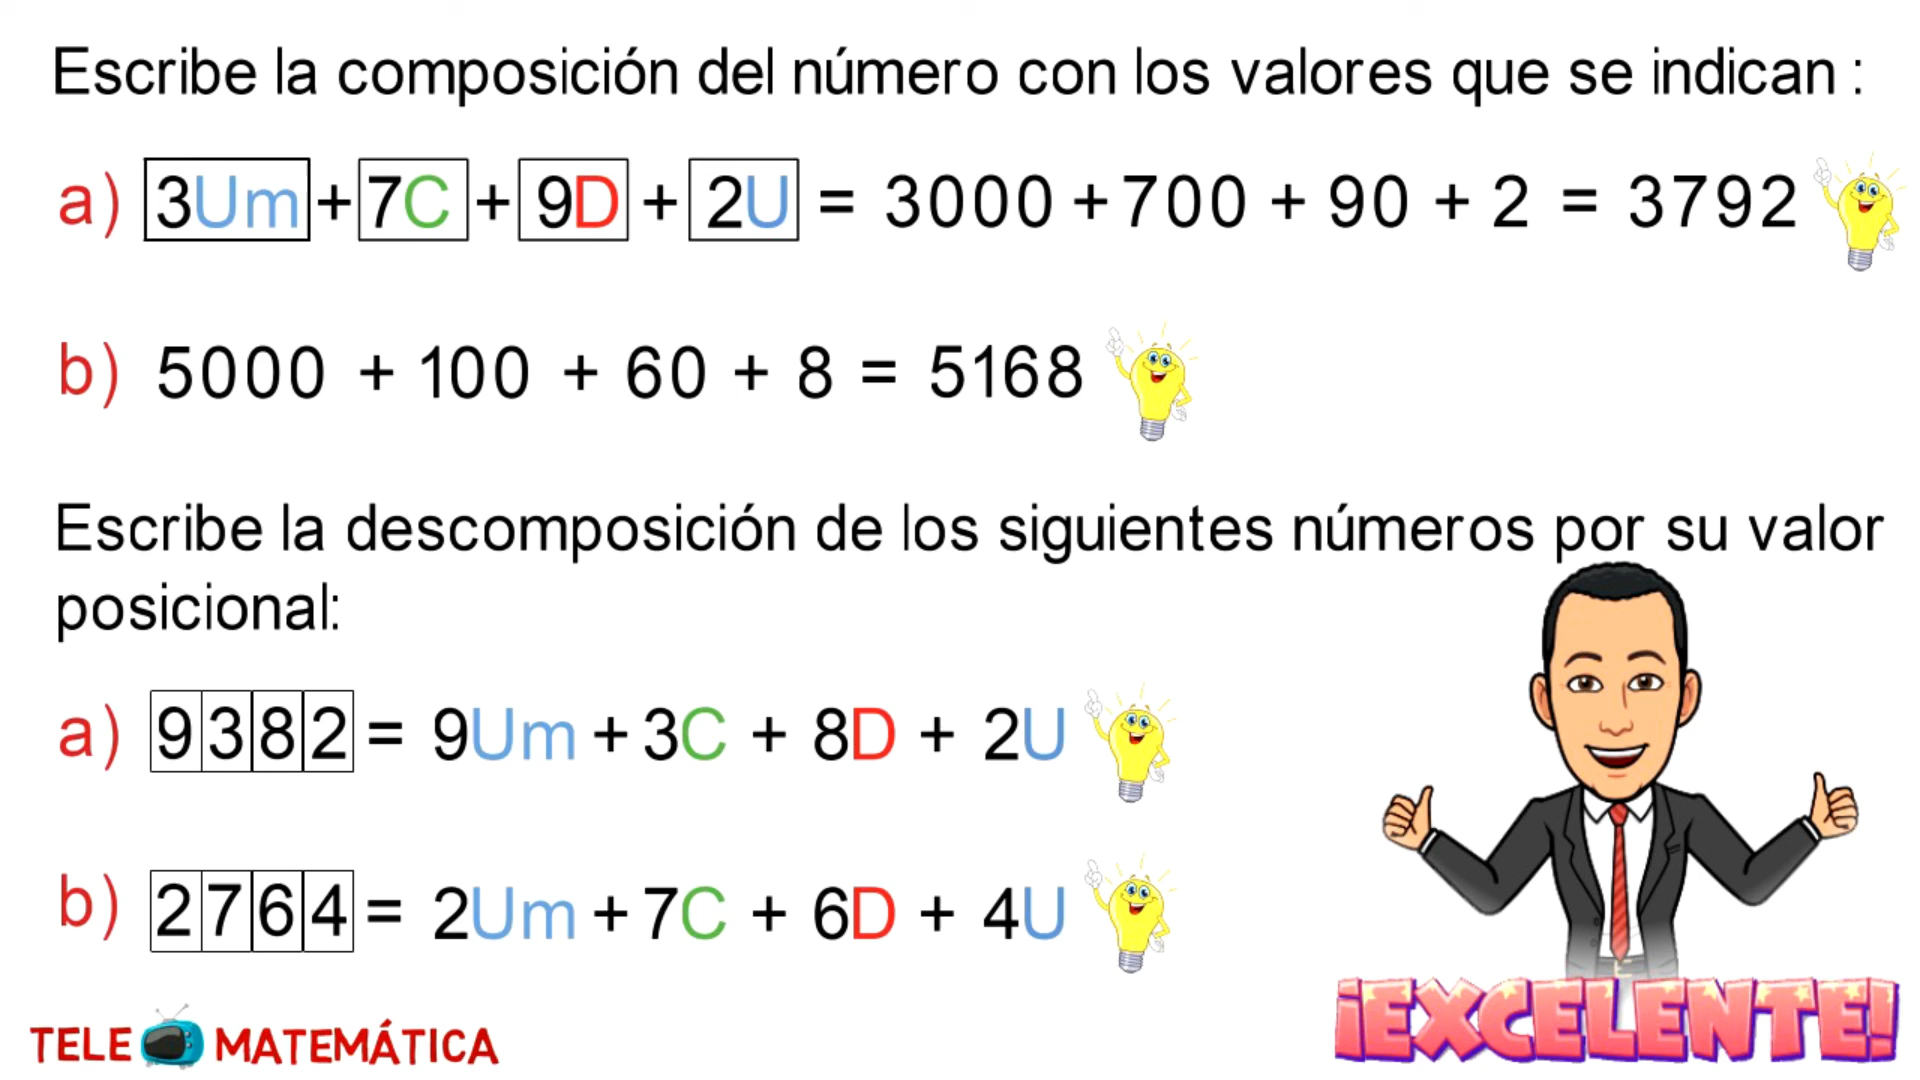 Escribe la composición del número con los valores que se indican :
a) 3Um + 7C + 9D + 2U = 3000 + 700 + 90 + 2 = 3792
b) 5000 + 100 + 60 + 8 = 5168
Escribe la descomposición de los siguientes números por su valor
posicional:
a) 9382 = 9Um + 3C + 8D + 2U
b) 2764 = 2Um + 7C + 6D + 4U
TELE MATEMÁTICA
¡EXCELENTE!